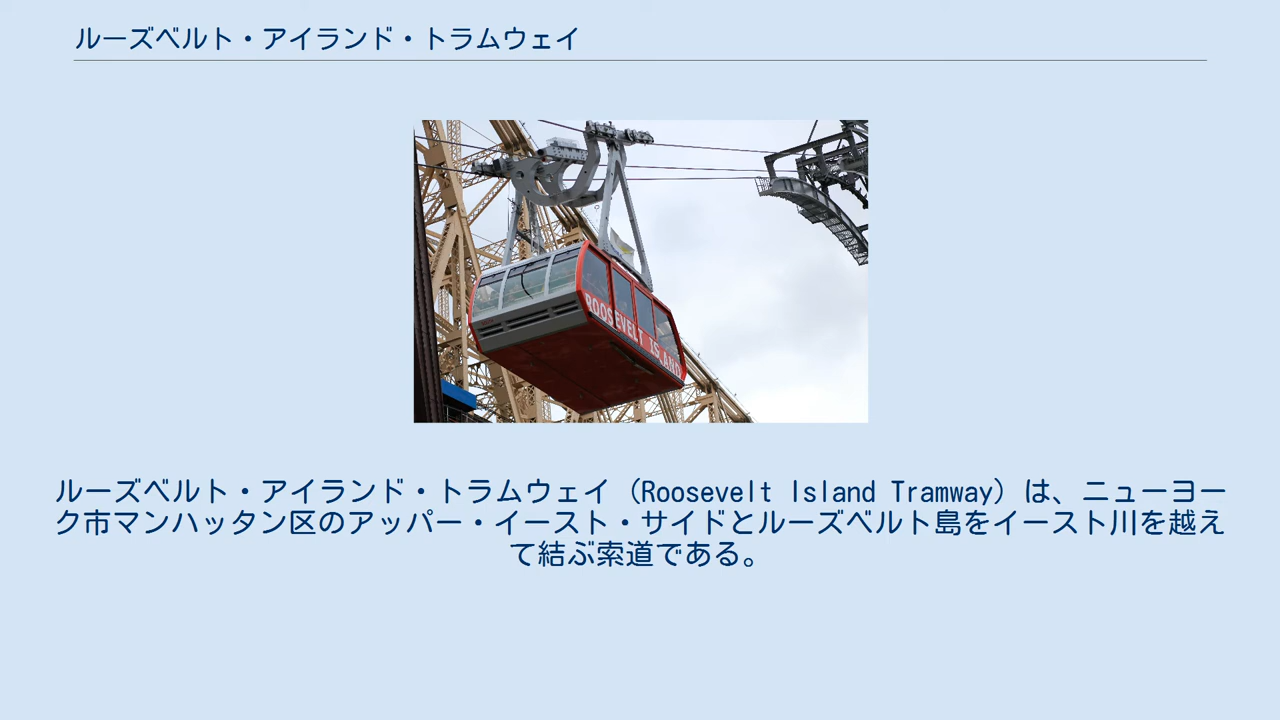 ルーズベルト・アイランド・トラムウェイ
ROOSEVELT ISLAND
ルーズベルト・アイランド・トラムウェイ（Roosevelt Island Tramway）は、ニューヨー
ク市マンハッタン区のアッパー・イースト・サイドとルーズベルト島をイースト川を越え
て結ぶ索道である。